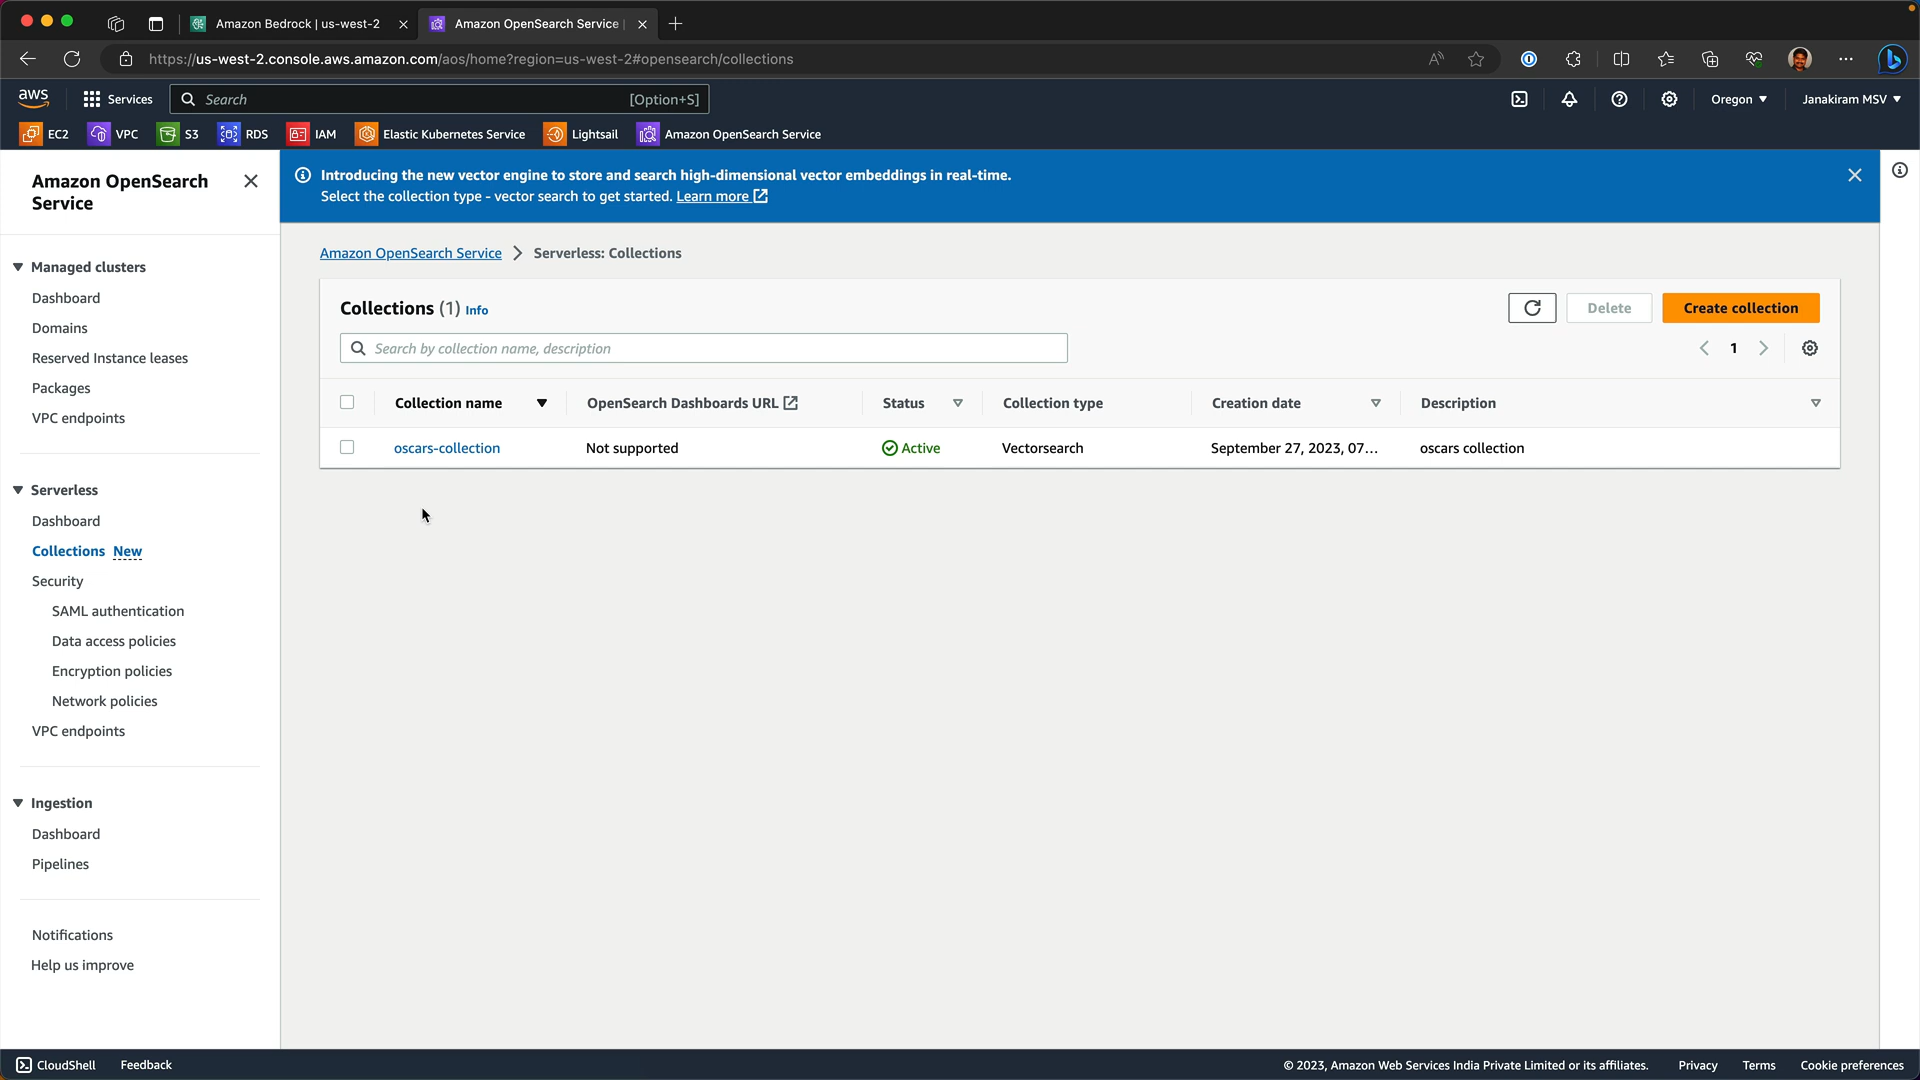 Amazon Bedrock | us-west-2
Amazon OpenSearch Service |
https://us-west-2.console.aws.amazon.com/aos/home?region=us-west-2#opensearch/collections
aws
Services
Search
[Option+S]
Oregon
Janakiram MSV
EC2
VPC
S3
RDS
IAM
Elastic Kubernetes Service
Lightsail
Amazon OpenSearch Service
Amazon OpenSearch
Service
Managed clusters
Dashboard
Domains
Reserved Instance leases
Packages
VPC endpoints
Serverless
Dashboard
Collections New
Security
SAML authentication
Data access policies
Encryption policies
Network policies
VPC endpoints
Ingestion
Dashboard
Pipelines
Notifications
Help us improve
Introducing the new vector engine to store and search high-dimensional vector embeddings in real-time.
Select the collection type - vector search to get started. Learn more
Amazon OpenSearch Service > Serverless: Collections
Collections (1) Info
Delete
Create collection
Search by collection name, description
1
Collection name
OpenSearch Dashboards URL
Status
Collection type
Creation date
Description
oscars-collection
Not supported
Active
Vectorsearch
September 27, 2023, 07...
oscars collection
CloudShell
Feedback
© 2023, Amazon Web Services India Private Limited or its affiliates.
Privacy
Terms
Cookie preferences